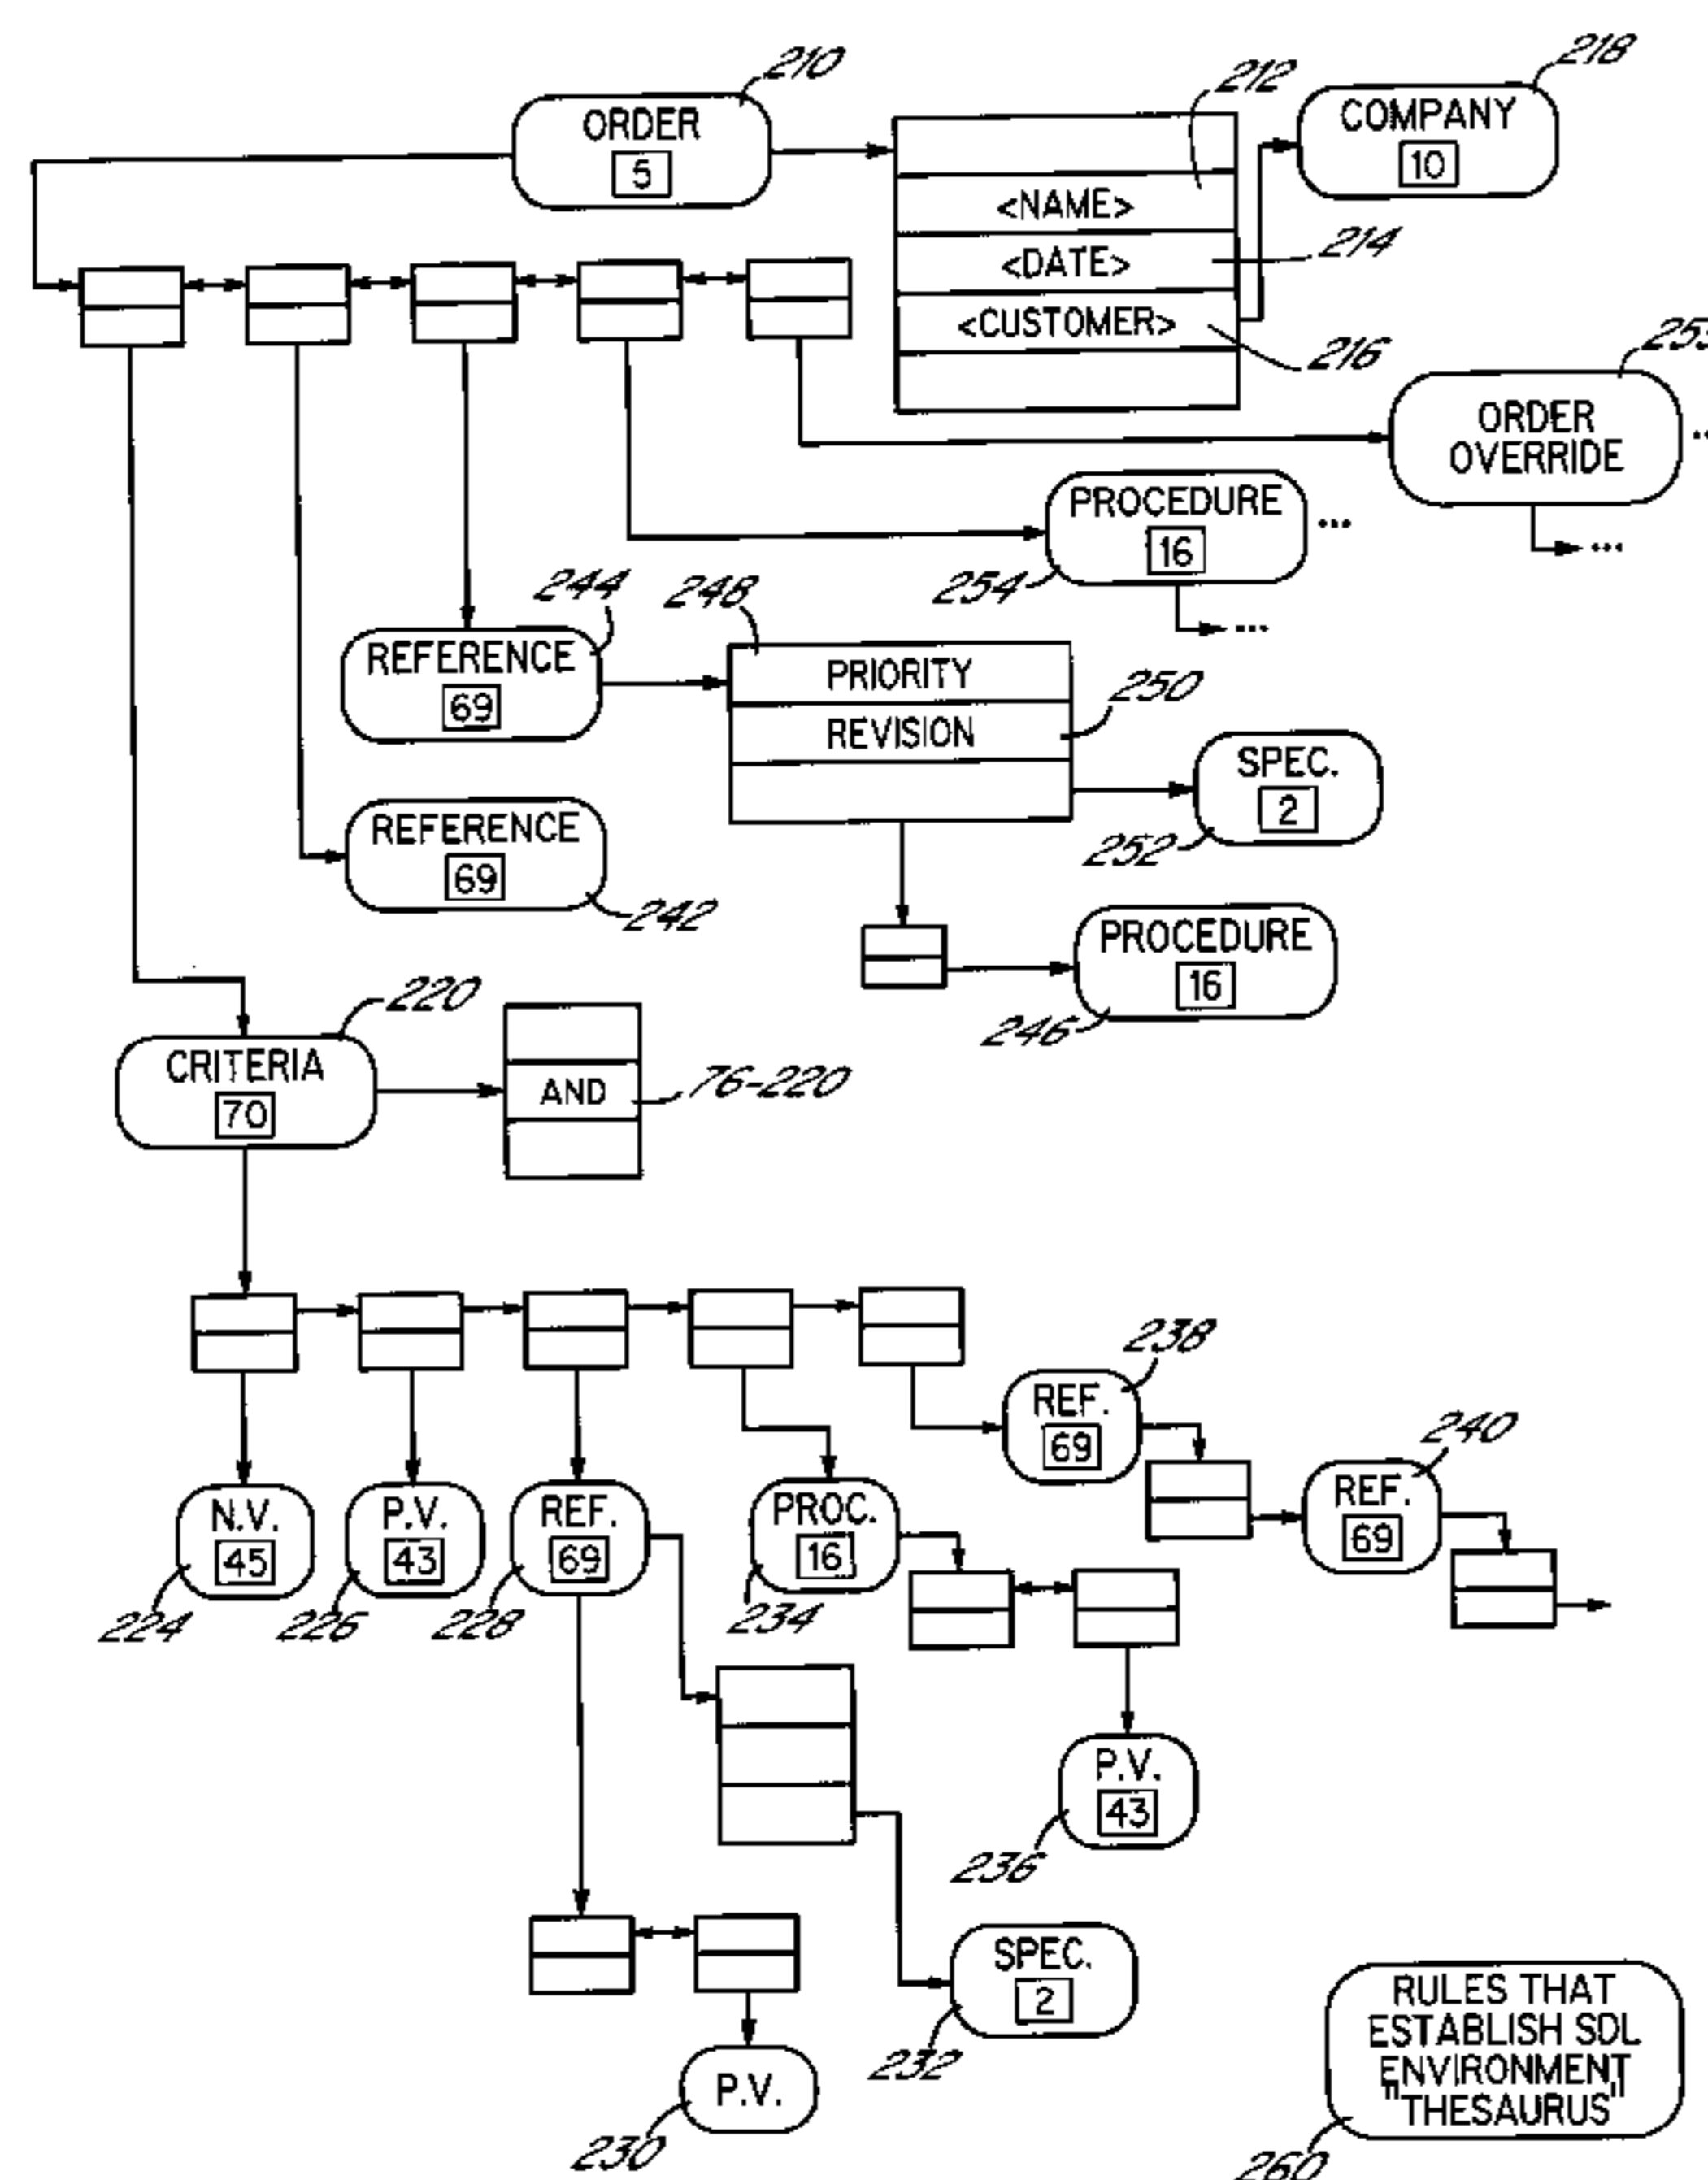 210
ORDER
5
212
218
COMPANY
10
<NAME>
<DATE>
214
<CUSTOMER>
216
ORDER
OVERRIDE
...
PROCEDURE
16
...
254
...
244
REFERENCE
69
248
PRIORITY
REVISION
250
SPEC.
2
252
REFERENCE
69
242
PROCEDURE
16
246
220
CRITERIA
70
AND
76-220
238
REF.
69
240
REF.
69
N.V.
45
224
P.V.
43
226
REF.
69
228
PROC.
16
234
P.V.
43
236
SPEC.
2
232
P.V.
230
RULES THAT
ESTABLISH SDL
ENVIRONMENT
"THESAURUS"
260